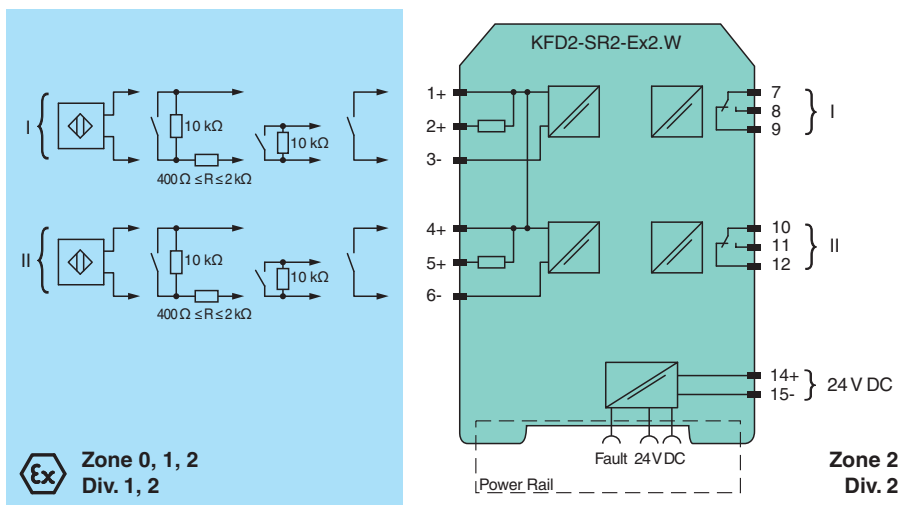 KFD2-SR2-Ex2.W
I
10 kΩ
10 kΩ
400 Ω ≤ R ≤ 2 kΩ
1+
2+
3-
7
8
9
I
II
10 kΩ
10 kΩ
400 Ω ≤ R ≤ 2 kΩ
4+
5+
6-
10
11
12
II
14+
15-
24 V DC
Fault 24 V DC
Power Rail
Ex
Zone 0, 1, 2
Div. 1, 2
Zone 2
Div. 2